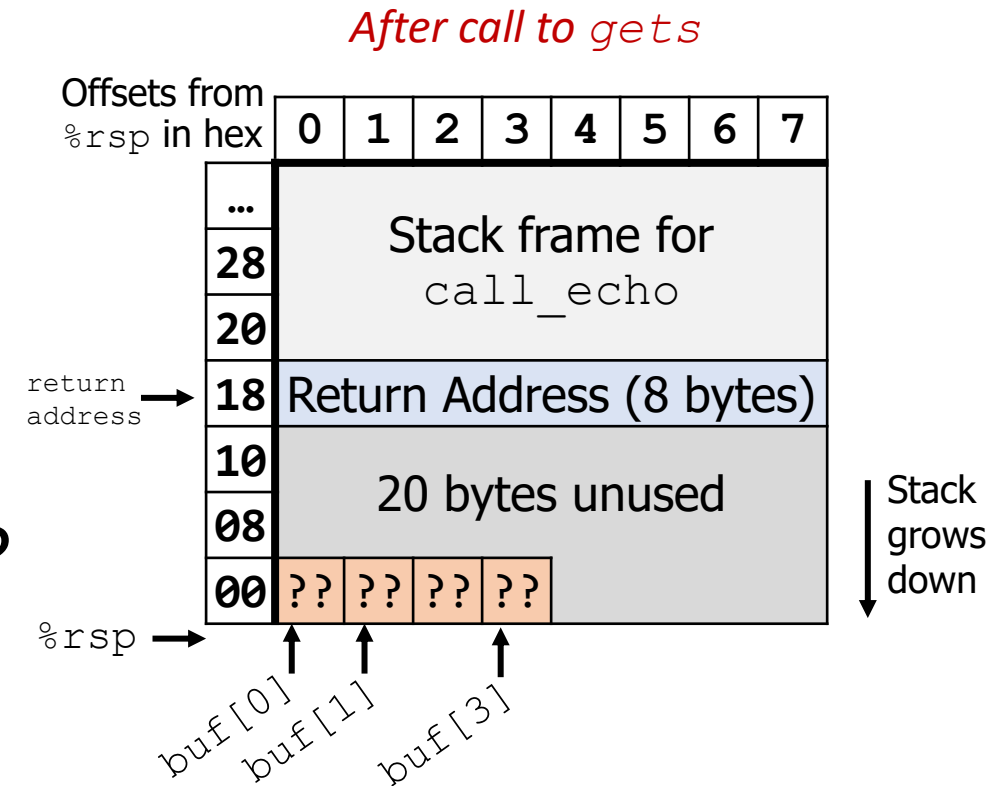 After call to gets
Offsets from
%rsp in hex
0 1 2 3 4 5 6 7
…
Stack frame for
28
call_echo
20
return
address
18 Return Address (8 bytes)
10
20 bytes unused
08
Stack
grows
down
00 ?? ?? ?? ??
%rsp
buf[0]
buf[1]
buf[3]